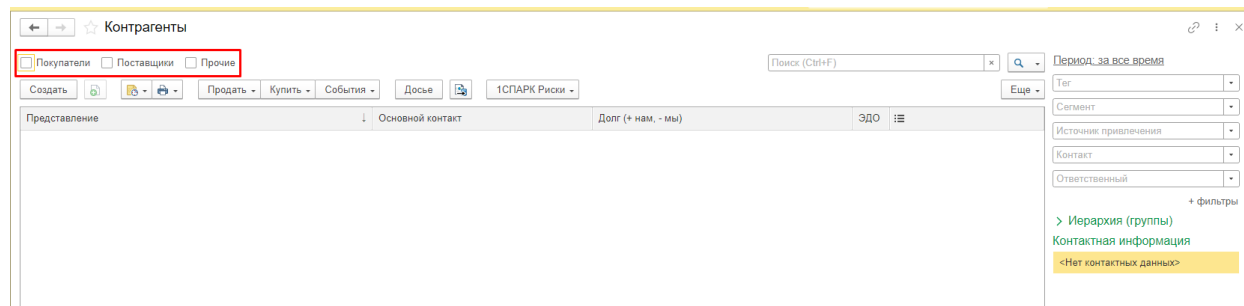 Контрагенты
Покупатели Поставщики Прочие Поиск (Ctrl+F) Период: за все время
Создать Продать Купить События Досье 1СПАРК Риски Еще Тег
Представление Основной контакт Долг (+ нам, - мы) ЭДО Сегмент
Источник привлечения
Контакт
Ответственный
+ фильтры
Иерархия (группы)
Контактная информация
<Нет контактных данных>